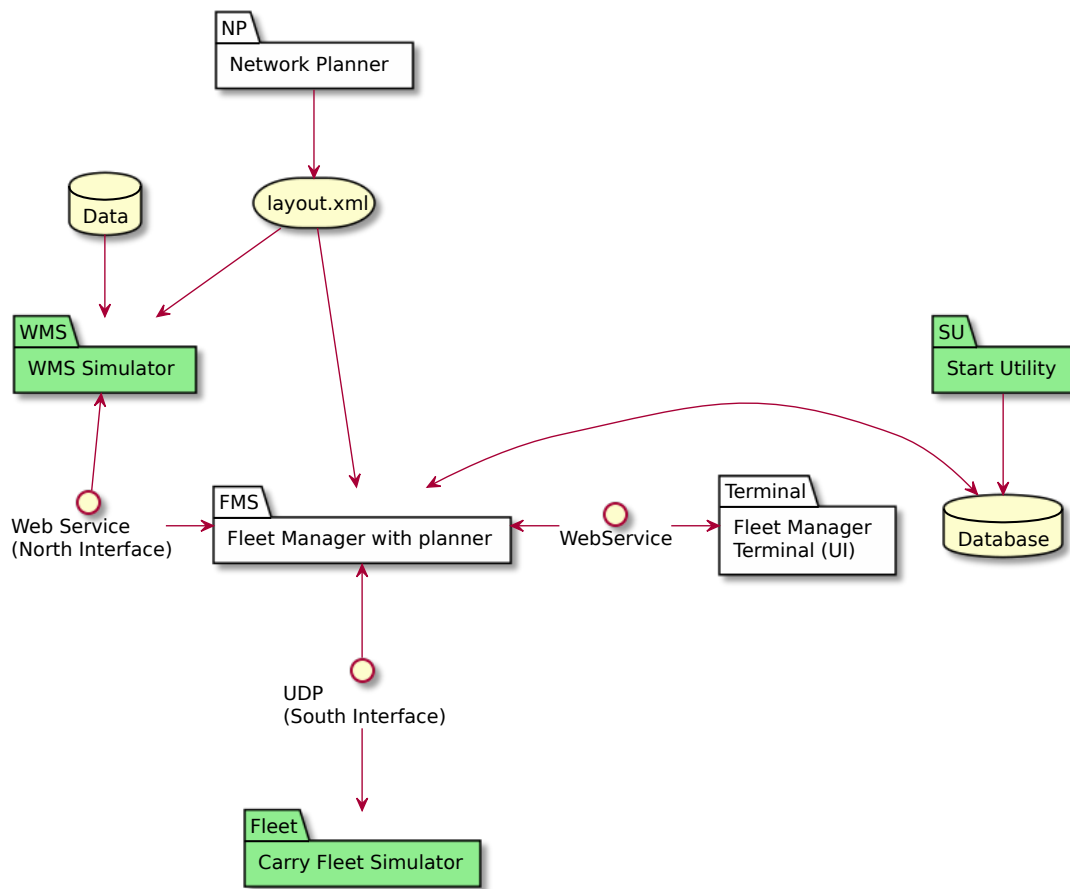 NP
Network Planner
Data
layout.xml
WMS
WMS Simulator
SU
Start Utility
Web Service
(North Interface)
FMS
Fleet Manager with planner
WebService
Terminal
Fleet Manager
Terminal (UI)
Database
UDP
(South Interface)
Fleet
Carry Fleet Simulator